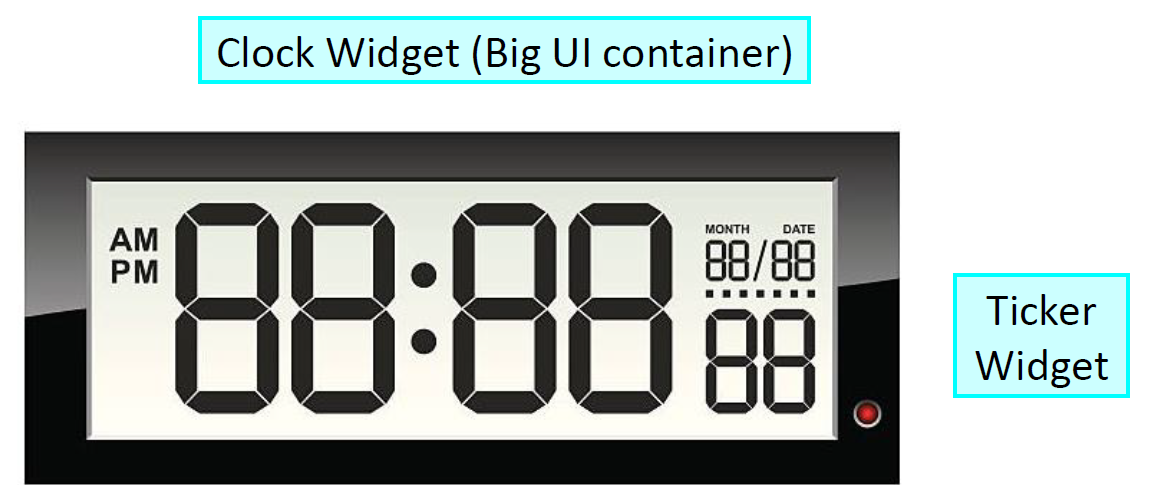 Clock Widget (Big UI container)
AM
PM
88:88
MONTH DATE
88/88
88
Ticker
Widget